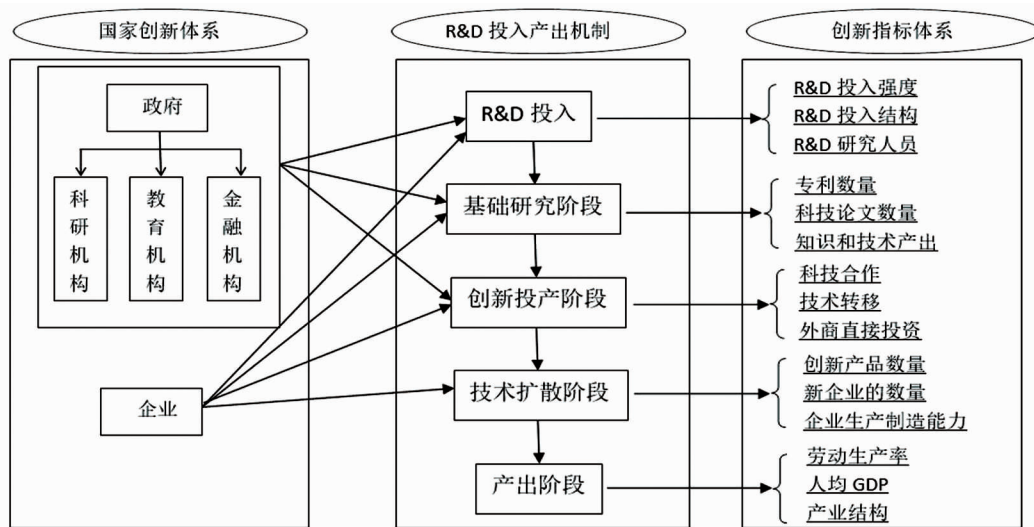 国家创新体系
R&D 投入产出机制
创新指标体系
政府
科研机构
教育机构
金融机构
企业
R&D 投入
基础研究阶段
创新投产阶段
技术扩散阶段
产出阶段
R&D 投入强度
R&D 投入结构
R&D 研究人员
专利数量
科技论文数量
知识和技术产出
科技合作
技术转移
外商直接投资
创新产品数量
新企业的数量
企业生产制造能力
劳动生产率
人均 GDP
产业结构